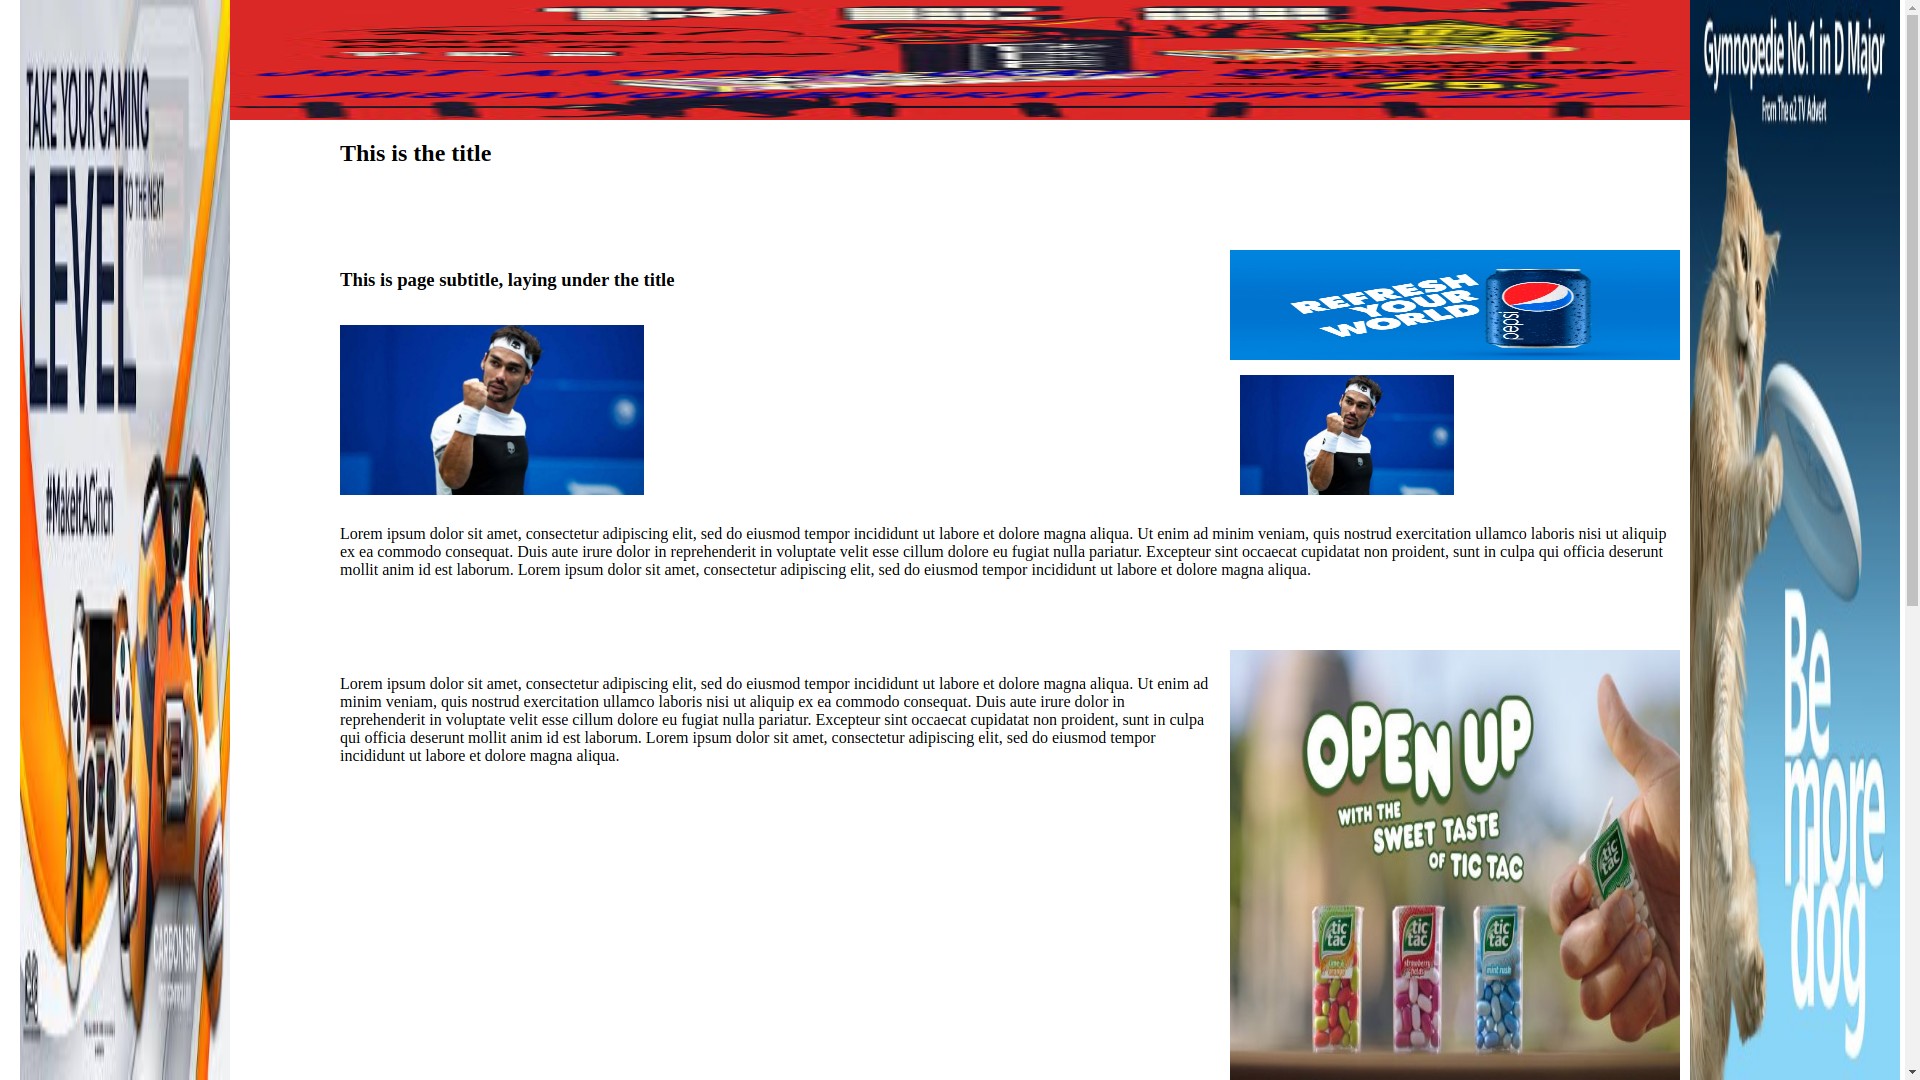 TAKE YOUR GAMING
LEVEL
TO THE NEXT
#MakeItACinch
CARBON SIX
Gymnopedie No.1 in D Major
From The o2 TV Advert
This is the title
This is page subtitle, laying under the title
REFRESH
YOUR
WORLD
pepsi
Lorem ipsum dolor sit amet, consectetur adipiscing elit, sed do eiusmod tempor incididunt ut labore et dolore magna aliqua. Ut enim ad minim veniam, quis nostrud exercitation ullamco laboris nisi ut aliquip
ex ea commodo consequat. Duis aute irure dolor in reprehenderit in voluptate velit esse cillum dolore eu fugiat nulla pariatur. Excepteur sint occaecat cupidatat non proident, sunt in culpa qui officia deserunt
mollit anim id est laborum. Lorem ipsum dolor sit amet, consectetur adipiscing elit, sed do eiusmod tempor incididunt ut labore et dolore magna aliqua.
Lorem ipsum dolor sit amet, consectetur adipiscing elit, sed do eiusmod tempor incididunt ut labore et dolore magna aliqua. Ut enim ad
minim veniam, quis nostrud exercitation ullamco laboris nisi ut aliquip ex ea commodo consequat. Duis aute irure dolor in
reprehenderit in voluptate velit esse cillum dolore eu fugiat nulla pariatur. Excepteur sint occaecat cupidatat non proident, sunt in culpa
qui officia deserunt mollit anim id est laborum. Lorem ipsum dolor sit amet, consectetur adipiscing elit, sed do eiusmod tempor
incididunt ut labore et dolore magna aliqua.
OPEN UP
WITH THE
SWEET TASTE
OF TIC TAC
tic tac
tic tac
strawberry fields
tic tac
mint rush
tic tac
Be
more
dog